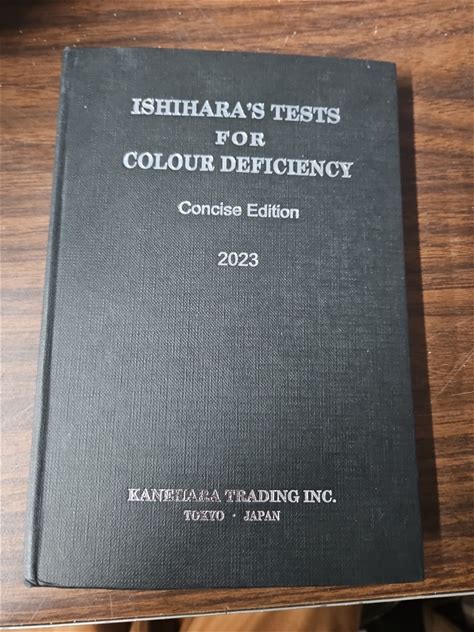 ISHIHARA'S TESTS
FOR
COLOUR DEFICIENCY
Concise Edition
2023
KANEHARA TRADING INC.
TOKYO · JAPAN